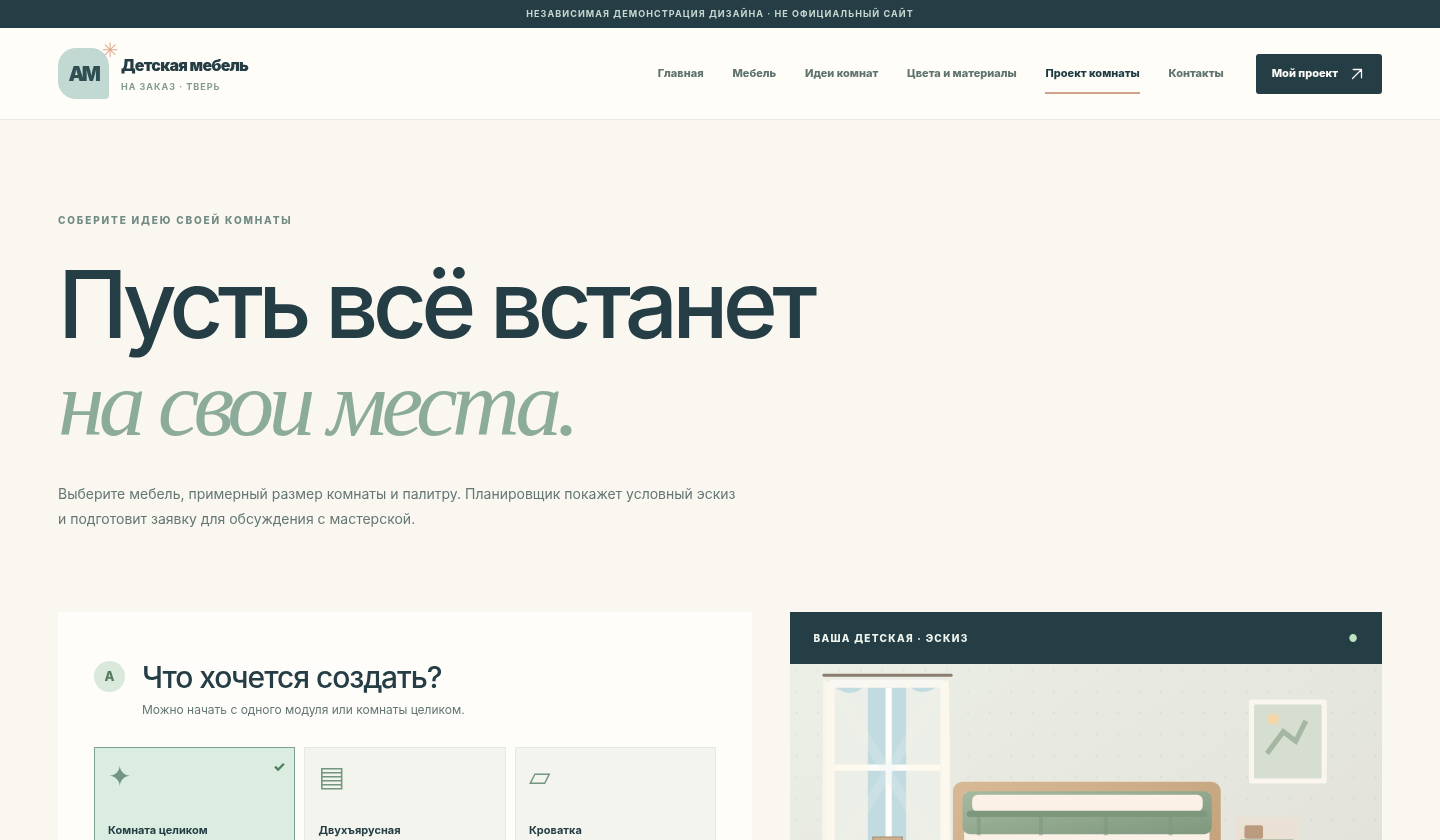 НЕЗАВИСИМАЯ ДЕМОНСТРАЦИЯ ДИЗАЙНА · НЕ ОФИЦИАЛЬНЫЙ САЙТ
АМ
Детская мебель
НА ЗАКАЗ · ТВЕРЬ
Главная
Мебель
Идеи комнат
Цвета и материалы
Проект комнаты
Контакты
Мой проект
СОБЕРИТЕ ИДЕЮ СВОЕЙ КОМНАТЫ
Пусть всё встанет
на свои места.
Выберите мебель, примерный размер комнаты и палитру. Планировщик покажет условный эскиз
и подготовит заявку для обсуждения с мастерской.
А
Что хочется создать?
Можно начать с одного модуля или комнаты целиком.
Комната целиком
Двухъярусная
Кроватка
ВАША ДЕТСКАЯ · ЭСКИЗ